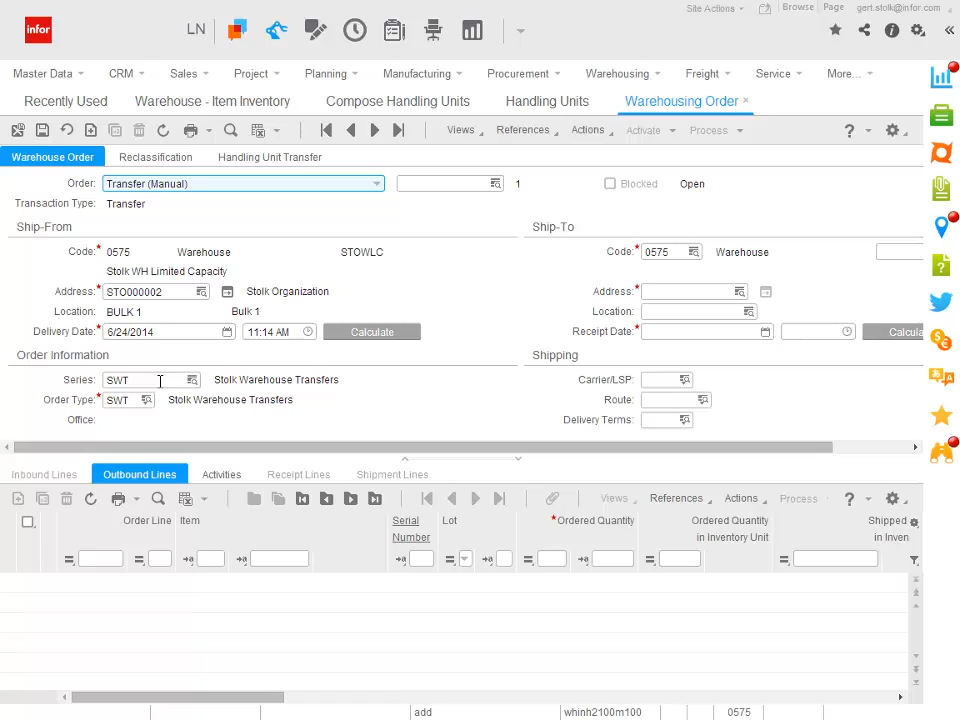 Site Actions Browse Page gert.stolk@infor.com
infor LN
Master Data CRM Sales Project Planning Manufacturing Procurement Warehousing Freight Service More...
Recently Used Warehouse - Item Inventory Compose Handling Units Handling Units Warehousing Order ×
Views References Actions Activate Process ?
Warehouse Order Reclassification Handling Unit Transfer
Order: Transfer (Manual) 1 Blocked Open
Transaction Type: Transfer
Ship-From Ship-To
Code:* 0575 Warehouse STOWLC Code:* 0575 Warehouse
Stolk WH Limited Capacity
Address:* STO000002 Stolk Organization Address:*
Location: BULK 1 Bulk 1 Location:
Delivery Date:* 6/24/2014 11:14 AM Calculate Receipt Date:* Calcula
Order Information Shipping
Series: SWT Stolk Warehouse Transfers Carrier/LSP:
Order Type:* SWT Stolk Warehouse Transfers Route:
Office: Delivery Terms:
Inbound Lines Outbound Lines Activities Receipt Lines Shipment Lines
Views References Actions Process ?
Order Line Item Serial Lot *Ordered Quantity Ordered Quantity Shipped
Number in Inventory Unit in Inven
add whinh2100m100 0575